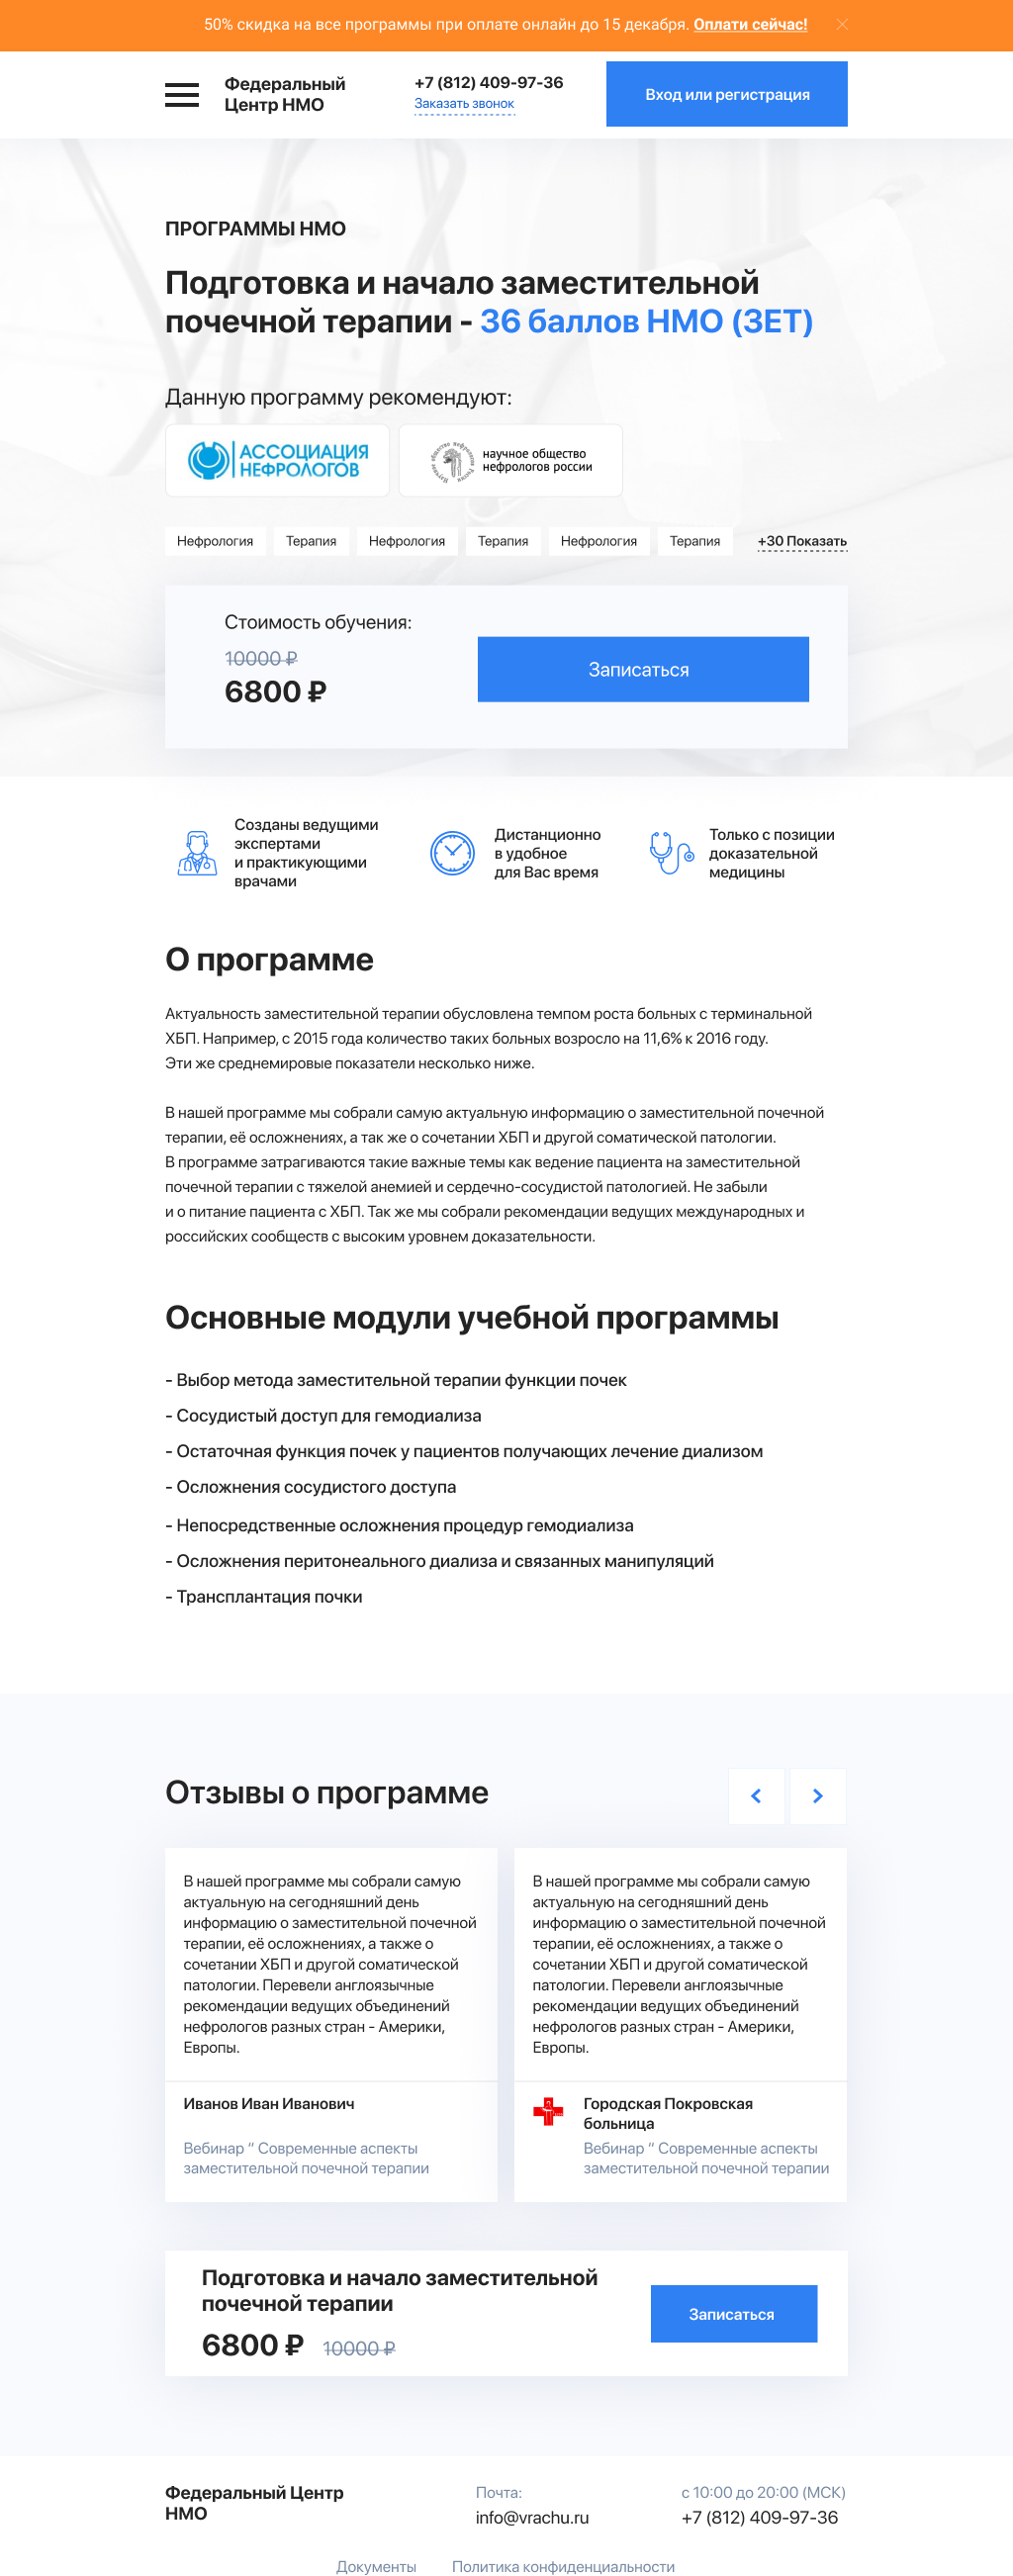 50% скидка на все программы при оплате онлайн до 15 декабря. Оплати сейчас!
Федеральный
Центр НМО
+7 (812) 409-97-36
Заказать звонок
Вход или регистрация
ПРОГРАММЫ НМО
Подготовка и начало заместительной
почечной терапии - 36 баллов НМО (ЗЕТ)
Данную программу рекомендуют:
АССОЦИАЦИЯ
НЕФРОЛОГОВ
научное общество
нефрологов россии
Нефрология
Терапия
Нефрология
Терапия
Нефрология
Терапия
+30 Показать
Стоимость обучения:
10000 ₽
6800 ₽
Записаться
Созданы ведущими
экспертами
и практикующими
врачами
Дистанционно
в удобное
для Вас время
Только с позиции
доказательной
медицины
О программе
Актуальность заместительной терапии обусловлена темпом роста больных с терминальной
ХБП. Например, с 2015 года количество таких больных возросло на 11,6% к 2016 году.
Эти же среднемировые показатели несколько ниже.
В нашей программе мы собрали самую актуальную информацию о заместительной почечной
терапии, её осложнениях, а так же о сочетании ХБП и другой соматической патологии.
В программе затрагиваются такие важные темы как ведение пациента на заместительной
почечной терапии с тяжелой анемией и сердечно-сосудистой патологией. Не забыли
и о питание пациента с ХБП. Так же мы собрали рекомендации ведущих международных и
российских сообществ с высоким уровнем доказательности.
Основные модули учебной программы
- Выбор метода заместительной терапии функции почек
- Сосудистый доступ для гемодиализа
- Остаточная функция почек у пациентов получающих лечение диализом
- Осложнения сосудистого доступа
- Непосредственные осложнения процедур гемодиализа
- Осложнения перитонеального диализа и связанных манипуляций
- Трансплантация почки
Отзывы о программе
В нашей программе мы собрали самую
актуальную на сегодняшний день
информацию о заместительной почечной
терапии, её осложнениях, а также о
сочетании ХБП и другой соматической
патологии. Перевели англоязычные
рекомендации ведущих объединений
нефрологов разных стран - Америки,
Европы.
Иванов Иван Иванович
Вебинар “ Современные аспекты
заместительной почечной терапии
В нашей программе мы собрали самую
актуальную на сегодняшний день
информацию о заместительной почечной
терапии, её осложнениях, а также о
сочетании ХБП и другой соматической
патологии. Перевели англоязычные
рекомендации ведущих объединений
нефрологов разных стран - Америки,
Европы.
Городская Покровская
больница
Вебинар “ Современные аспекты
заместительной почечной терапии
Подготовка и начало заместительной
почечной терапии
6800 ₽ 10000 ₽
Записаться
Федеральный Центр
НМО
Почта:
info@vrachu.ru
с 10:00 до 20:00 (МСК)
+7 (812) 409-97-36
Документы
Политика конфиденциальности